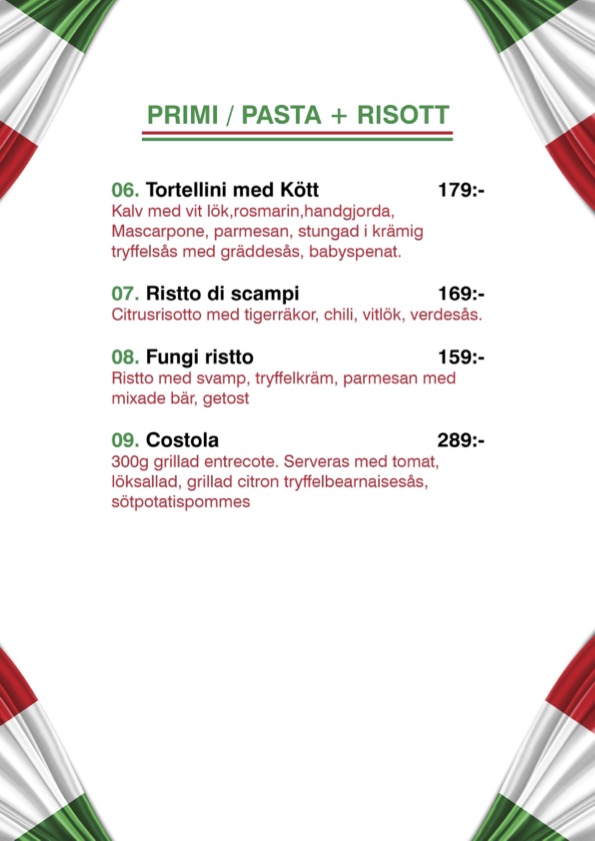 PRIMI / PASTA + RISOTT
06. Tortellini med Kött 179:-
Kalv med vit lök,rosmarin,handgjorda,
Mascarpone, parmesan, stungad i krämig
tryffelsås med gräddesås, babyspenat.
07. Ristto di scampi 169:-
Citrusrisotto med tigerräkor, chili, vitlök, verdesås.
08. Fungi ristto 159:-
Ristto med svamp, tryffelkräm, parmesan med
mixade bär, getost
09. Costola 289:-
300g grillad entrecote. Serveras med tomat,
löksallad, grillad citron tryffelbearnaisesås,
sötpotatispommes